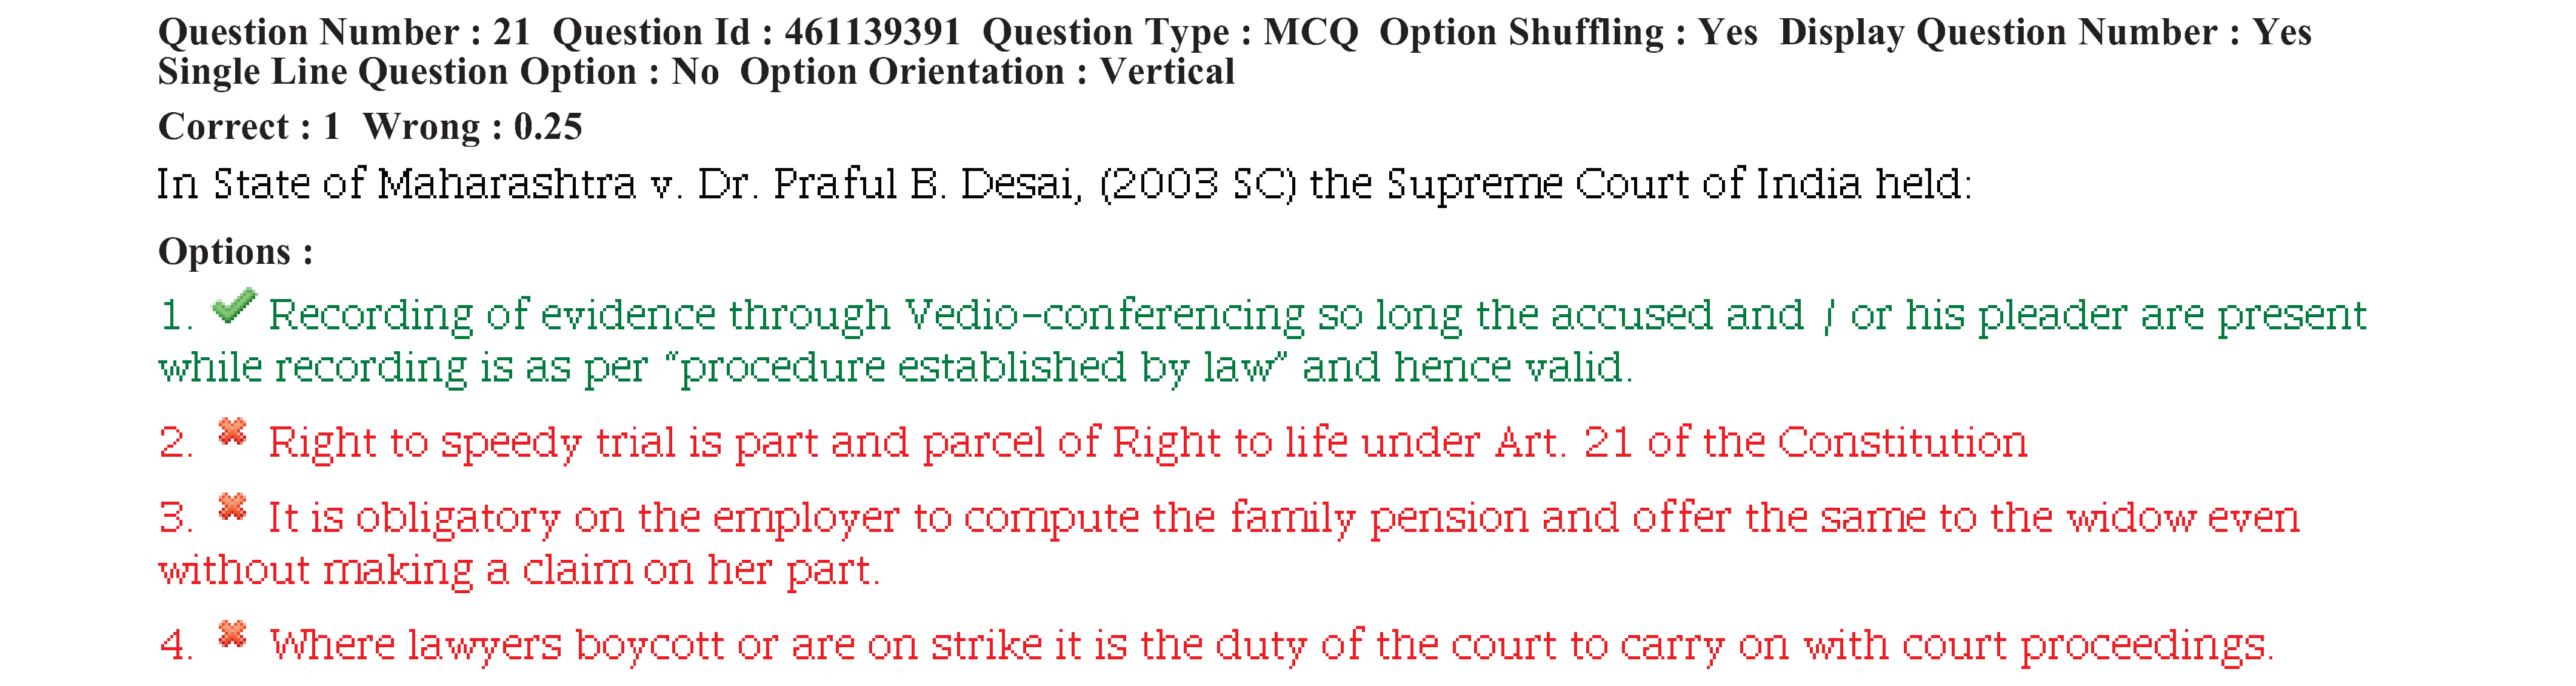 Question Number : 21 Question Id : 461139391 Question Type : MCQ Option Shuffling : Yes Display Question Number : Yes
Single Line Question Option : No Option Orientation : Vertical
Correct : 1 Wrong : 0.25
In State of Maharashtra v. Dr. Praful B. Desai, (2003 SC) the Supreme Court of India held:
Options :
1. Recording of evidence through Vedio-conferencing so long the accused and / or his pleader are present
while recording is as per "procedure established by law" and hence valid.
2. Right to speedy trial is part and parcel of Right to life under Art. 21 of the Constitution
3. It is obligatory on the employer to compute the family pension and offer the same to the widow even
without making a claim on her part.
4. Where lawyers boycott or are on strike it is the duty of the court to carry on with court proceedings.